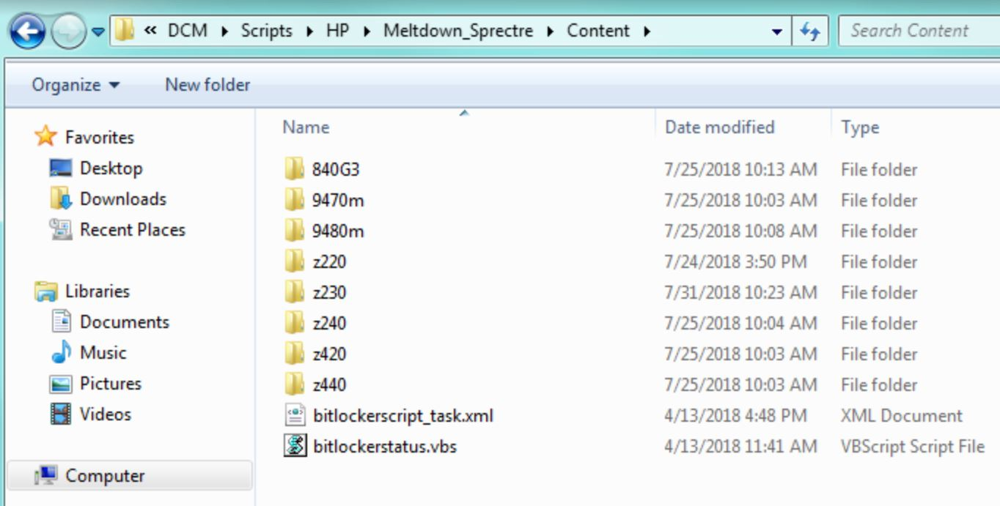 « DCM Scripts HP Meltdown_Sprectre Content Search Content
Organize New folder
Name Date modified Type
Favorites
Desktop
Downloads
Recent Places
Libraries
Documents
Music
Pictures
Videos
Computer
840G3 7/25/2018 10:13 AM File folder
9470m 7/25/2018 10:03 AM File folder
9480m 7/25/2018 10:08 AM File folder
z220 7/24/2018 3:50 PM File folder
z230 7/31/2018 10:23 AM File folder
z240 7/25/2018 10:04 AM File folder
z420 7/25/2018 10:03 AM File folder
z440 7/25/2018 10:03 AM File folder
bitlockerscript_task.xml 4/13/2018 4:48 PM XML Document
bitlockerstatus.vbs 4/13/2018 11:41 AM VBScript Script File